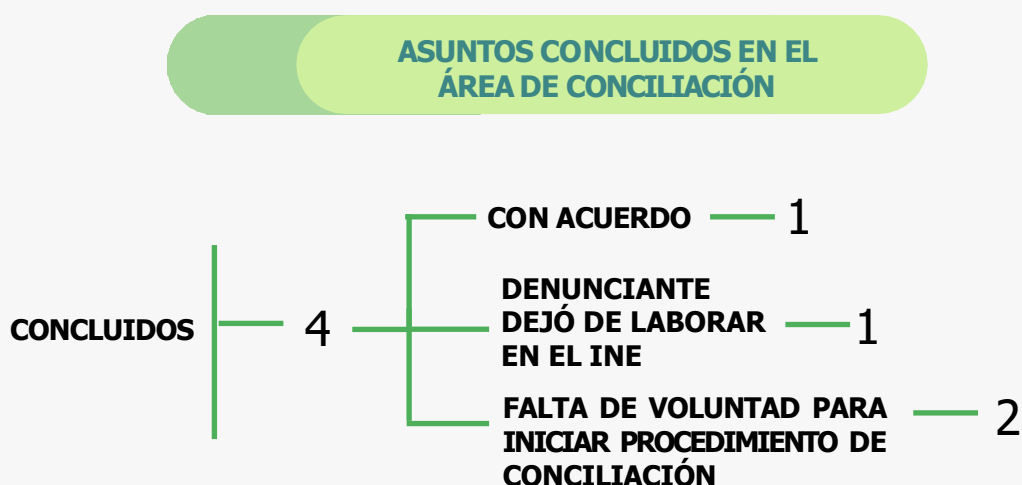 ASUNTOS CONCLUIDOS EN EL
ÁREA DE CONCILIACIÓN
CON ACUERDO 1
DENUNCIANTE
DEJÓ DE LABORAR
EN EL INE
1
CONCLUIDOS 4
FALTA DE VOLUNTAD PARA
INICIAR PROCEDIMIENTO DE
CONCILIACIÓN
2